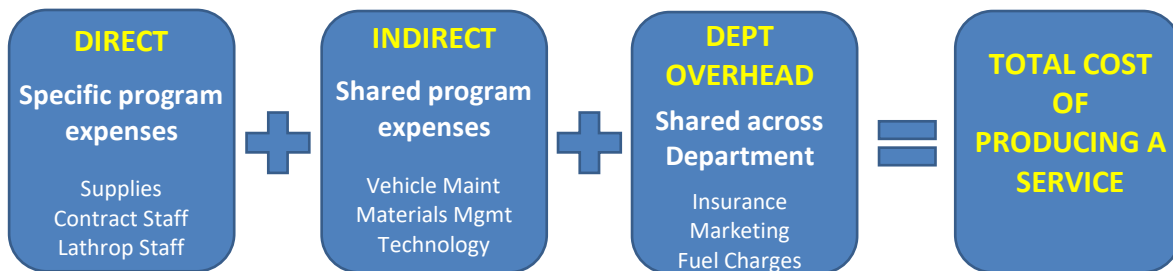 DIRECT
Specific program
expenses
Supplies
Contract Staff
Lathrop Staff
INDIRECT
Shared program
expenses
Vehicle Maint
Materials Mgmt
Technology
DEPT
OVERHEAD
Shared across
Department
Insurance
Marketing
Fuel Charges
TOTAL COST
OF
PRODUCING A
SERVICE